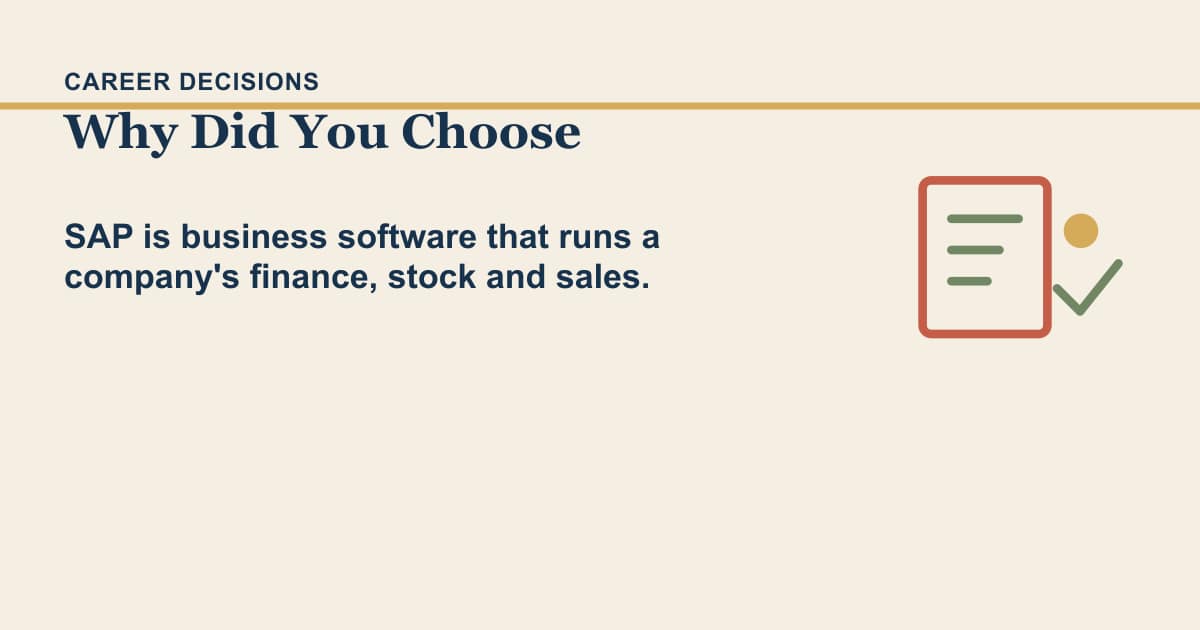 CAREER DECISIONS
Why Did You Choose
SAP is business software that runs a
company's finance, stock and sales.